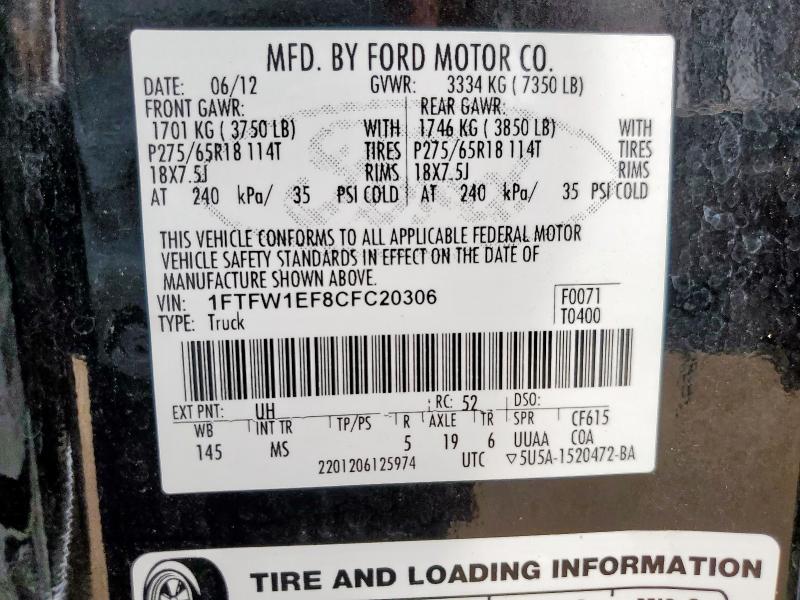 MFD. BY FORD MOTOR CO.
DATE: 06/12 GVWR: 3334 KG ( 7350 LB)
FRONT GAWR: REAR GAWR:
1701 KG ( 3750 LB) WITH 1746 KG ( 3850 LB) WITH
P275/65R18 114T TIRES P275/65R18 114T TIRES
18X7.5J RIMS 18X7.5J RIMS
AT 240 kPa/ 35 PSI COLD AT 240 kPa/ 35 PSI COLD
THIS VEHICLE CONFORMS TO ALL APPLICABLE FEDERAL MOTOR
VEHICLE SAFETY STANDARDS IN EFFECT ON THE DATE OF
MANUFACTURE SHOWN ABOVE.
VIN: 1FTFW1EF8CFC20306 F0071
TYPE: Truck T0400
EXT PNT: UH RC: 52 DSO:
WB INT TR TP/PS R AXLE TR SPR CF615
145 MS 5 19 6 UUAA COA
2201206125974 UTC ▽5U5A-1520472-BA
TIRE AND LOADING INFORMATION